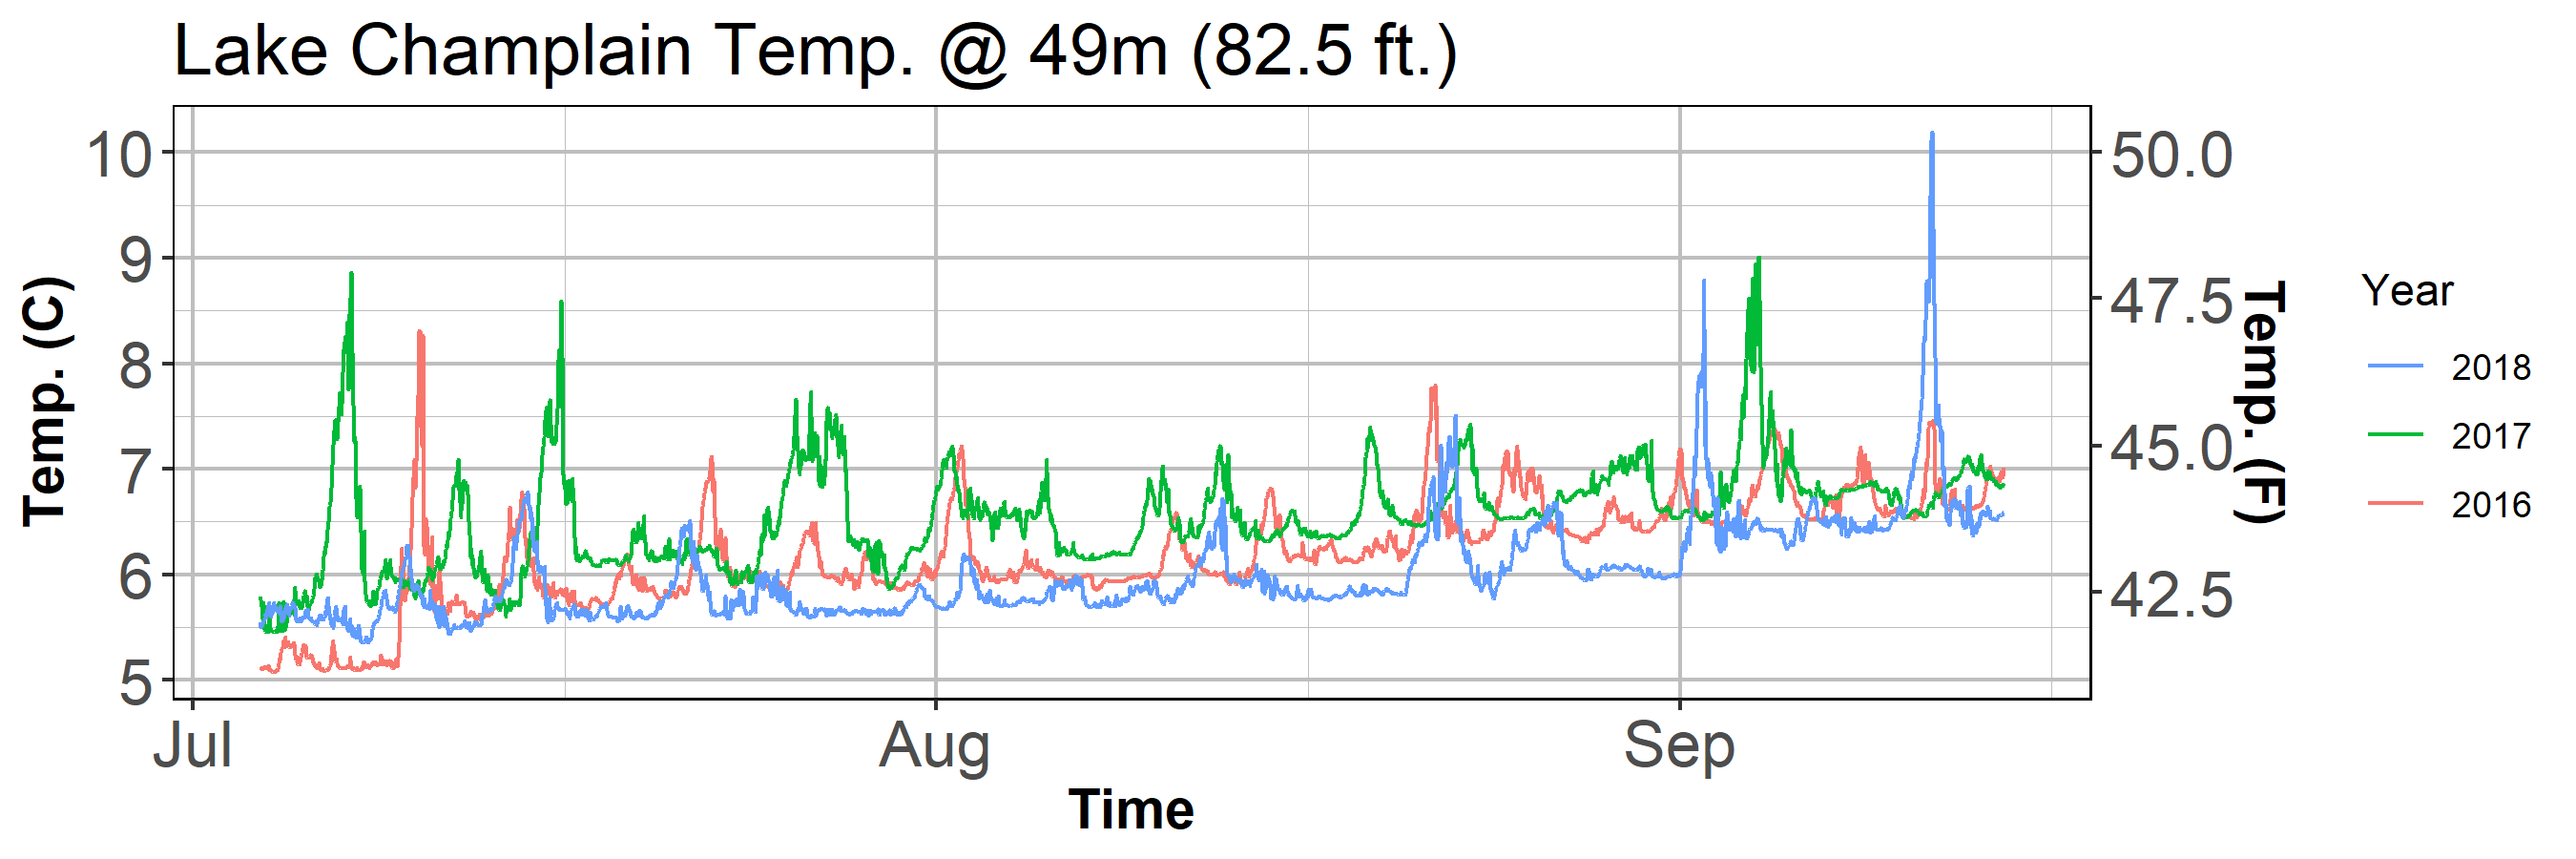 Lake Champlain Temp. @ 49m (82.5 ft.)
Temp. (C)
10
9
8
7
6
5
50.0
47.5
45.0
42.5
Temp. (F)
Jul
Aug
Sep
Time
Year
2018
2017
2016